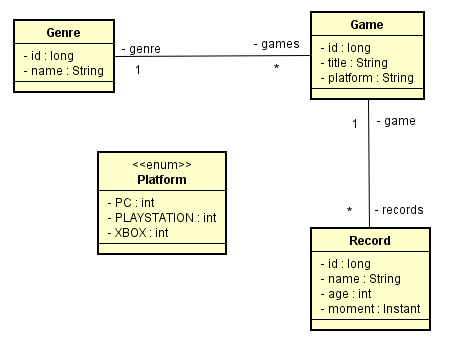 Genre
- id : long
- name : String
- genre
1
- games
*
Game
- id : long
- title : String
- platform : String
1
- game
*
- records
<<enum>>
Platform
- PC : int
- PLAYSTATION : int
- XBOX : int
Record
- id : long
- name : String
- age : int
- moment : Instant